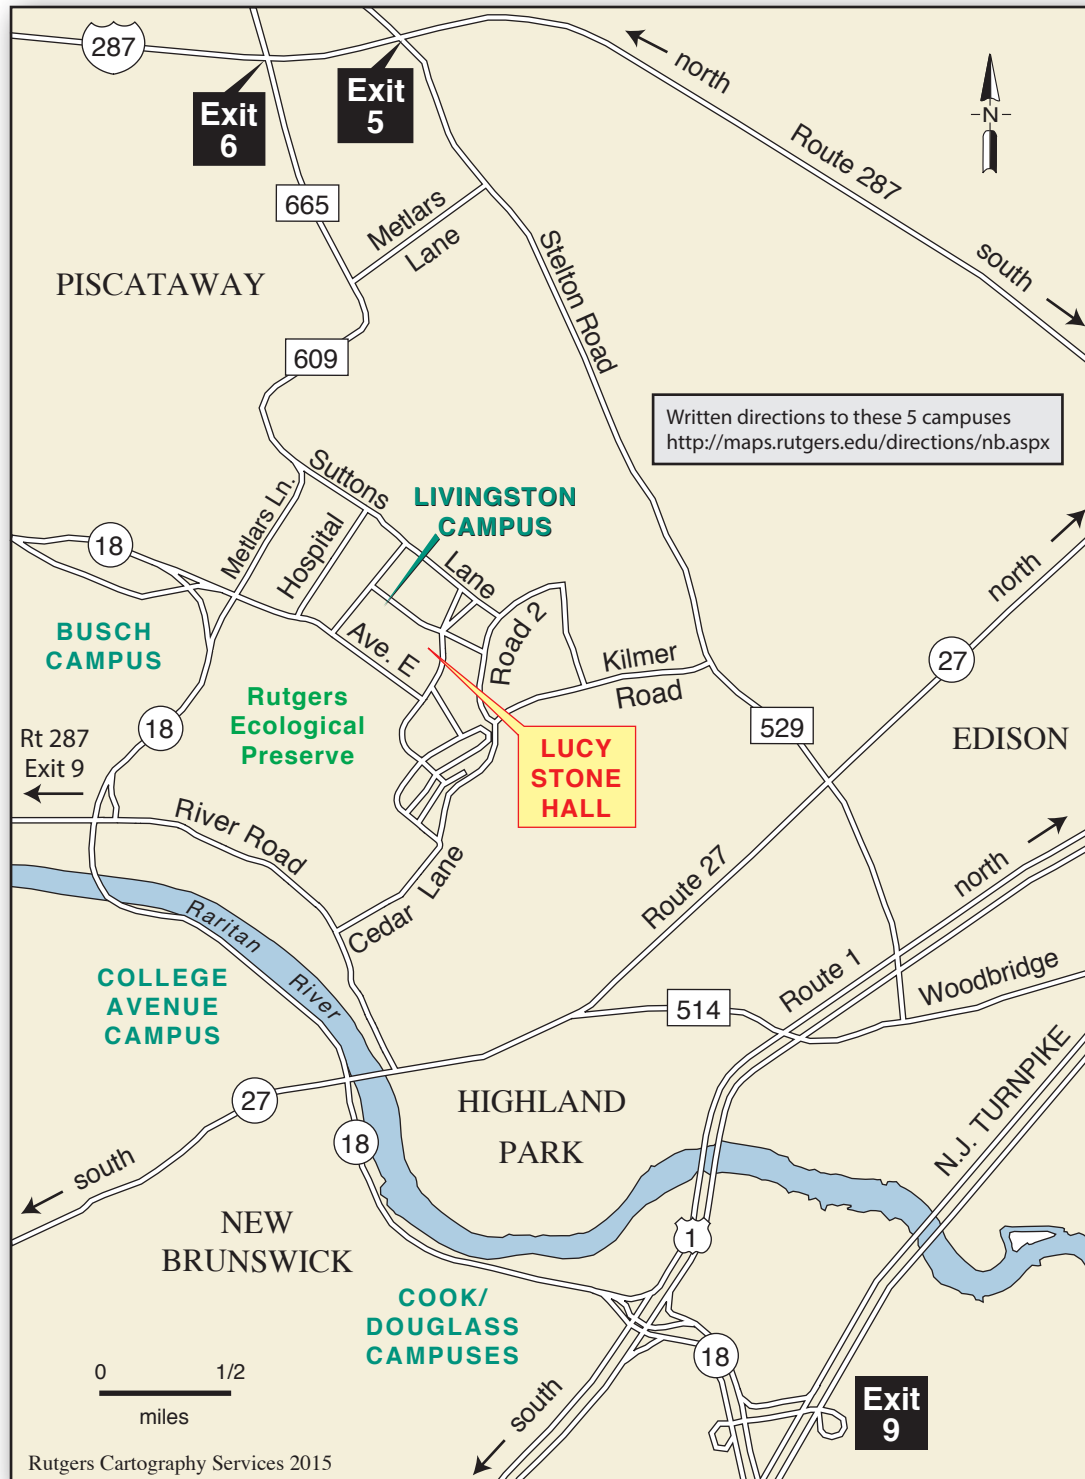 287
Exit
6
Exit
5
north
Route 287
south
N
665
Metlars
Lane
Stelton Road
PISCATAWAY
609
Written directions to these 5 campuses
http://maps.rutgers.edu/directions/nb.aspx
Suttons
Lane
LIVINGSTON
CAMPUS
Metlars Ln.
Hospital
18
north
27
BUSCH
CAMPUS
Ave. E
Road 2
Kilmer
Road
Rutgers
Ecological
Preserve
18
529
EDISON
Rt 287
Exit 9
LUCY
STONE
HALL
River Road
Cedar Lane
Route 27
north
Raritan
River
COLLEGE
AVENUE
CAMPUS
Route 1
Woodbridge
514
N.J. TURNPIKE
27
HIGHLAND
PARK
18
south
NEW
BRUNSWICK
1
COOK/
DOUGLASS
CAMPUSES
18
0 1/2
miles
south
Exit
9
Rutgers Cartography Services 2015